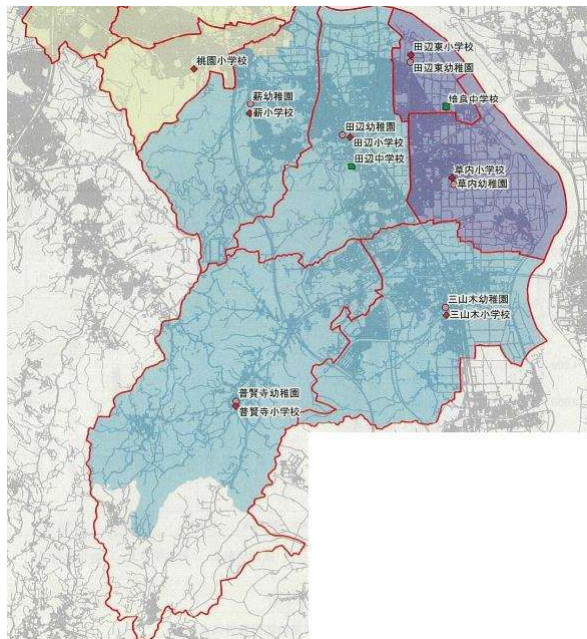 桃園小学校
田辺東小学校
田辺東幼稚園
薪幼稚園
薪小学校
培良中学校
田辺幼稚園
田辺小学校
田辺中学校
草内小学校
草内幼稚園
三山木幼稚園
三山木小学校
普賢寺幼稚園
普賢寺小学校